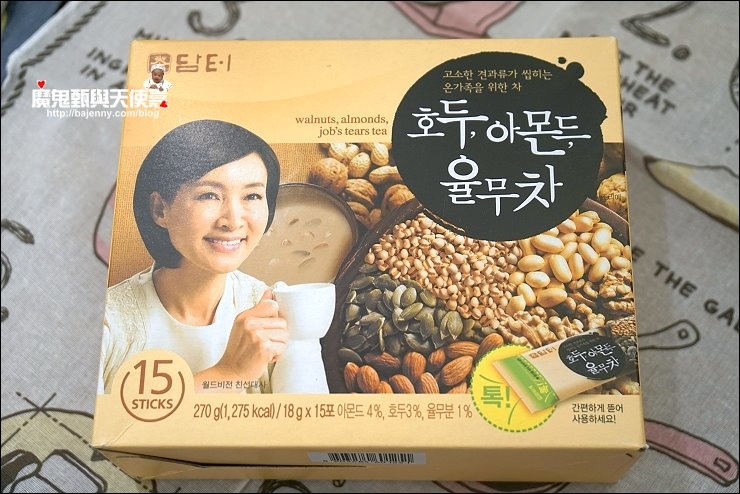 담터
魔鬼甄與天使嘉
http://bajenny.com/blog
고소한 견과류가 씹히는
온가족을 위한 차
walnuts, almonds,
job's tears tea
호두, 아몬드,
율무차
15
STICKS
월드비전 친선대사
270 g(1,275 kcal) / 18 g x 15포 아몬드 4%, 호두 3%, 율무분 1%
톡!
담터
호두, 아몬드,
율무차
간편하게 뜯어
사용하세요!
THE